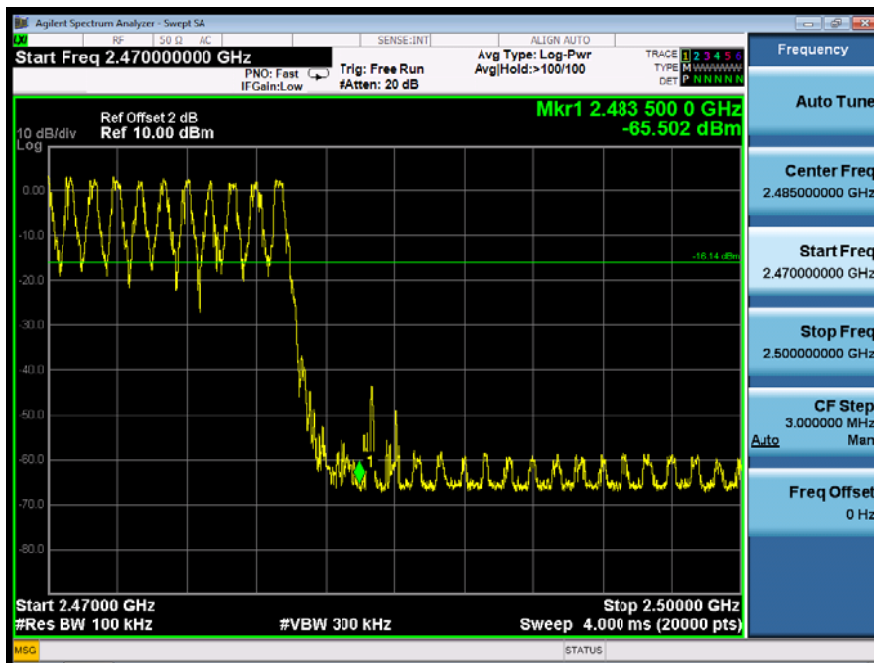 Agilent Spectrum Analyzer - Swept SA
LXI RF 50 Ω AC SENSE:INT ALIGN AUTO
Start Freq 2.470000000 GHz
PNO: Fast
IFGain:Low
Trig: Free Run
#Atten: 20 dB
Avg Type: Log-Pwr
Avg|Hold:>100/100
TRACE 1 2 3 4 5 6
TYPE M WWWWW
DET P N N N N N
Ref Offset 2 dB
10 dB/div Ref 10.00 dBm
Log
Mkr1 2.483 500 0 GHz
-65.502 dBm
0.00
-10.0
-16.14 dBm
-20.0
-30.0
-40.0
-50.0
-60.0
1
-70.0
-80.0
Start 2.47000 GHz Stop 2.50000 GHz
#Res BW 100 kHz #VBW 300 kHz Sweep 4.000 ms (20000 pts)
MSG STATUS
Frequency
Auto Tune
Center Freq
2.485000000 GHz
Start Freq
2.470000000 GHz
Stop Freq
2.500000000 GHz
CF Step
3.000000 MHz
Auto Man
Freq Offset
0 Hz